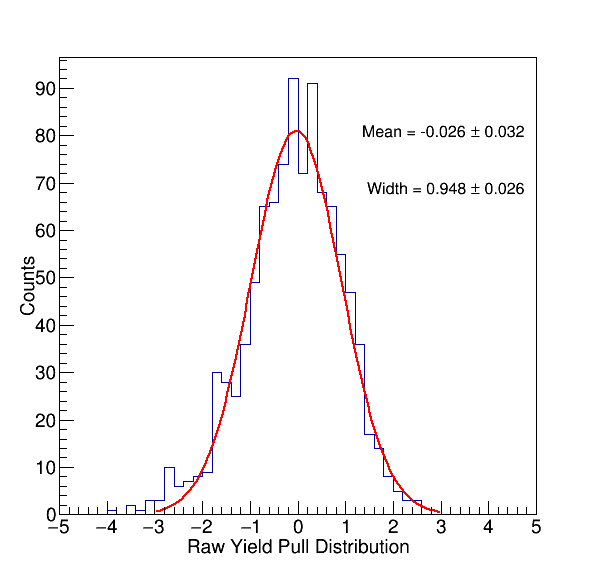 Counts
90
80
70
60
50
40
30
20
10
0
Mean = -0.026 ± 0.032
Width = 0.948 ± 0.026
−5 −4 −3 −2 −1 0 1 2 3 4 5
Raw Yield Pull Distribution